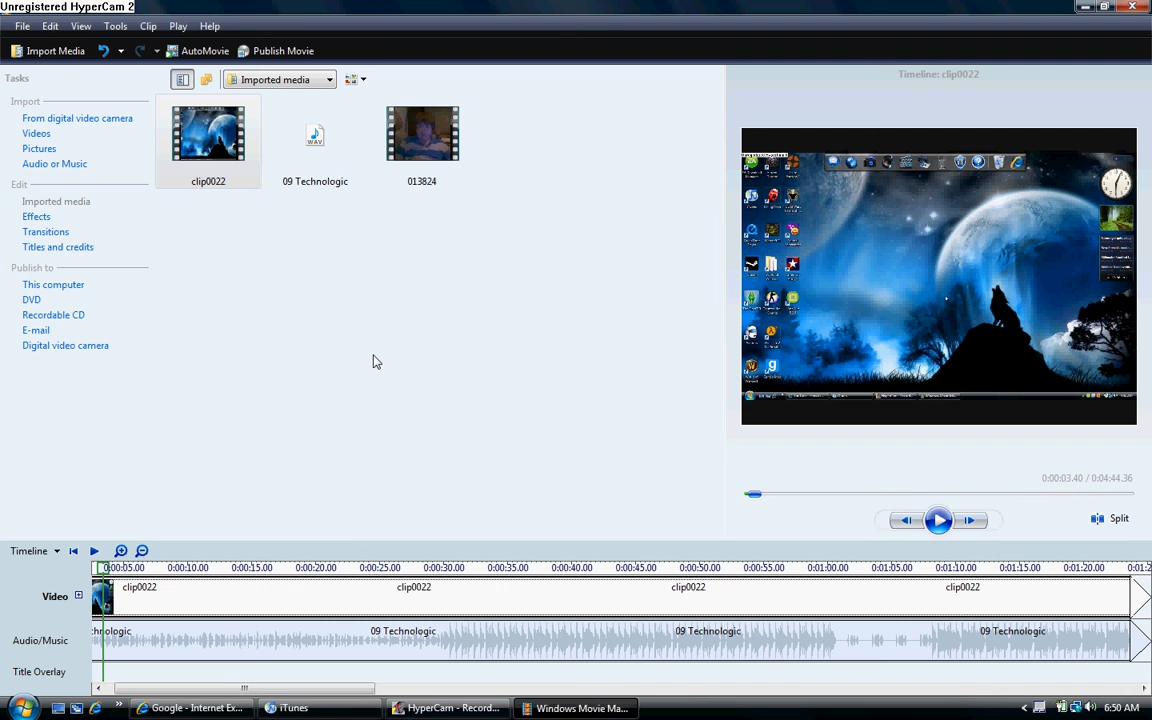 Unregistered HyperCam 2
File Edit View Tools Clip Play Help
Import Media AutoMovie Publish Movie
Tasks
Imported media
Timeline: clip0022
Import
From digital video camera
Videos
Pictures
Audio or Music
Edit
Imported media
Effects
Transitions
Titles and credits
Publish to
This computer
DVD
Recordable CD
E-mail
Digital video camera
WAV
clip0022 09 Technologic 013824
0:00:03.40 / 0:04:44.36
Split
Timeline
0:00:05.00 0:00:10.00 0:00:15.00 0:00:20.00 0:00:25.00 0:00:30.00 0:00:35.00 0:00:40.00 0:00:45.00 0:00:50.00 0:00:55.00 0:01:00.00 0:01:05.00 0:01:10.00 0:01:15.00 0:01:20.00 0:01:2
Video clip0022 clip0022 clip0022 clip0022
Audio/Music hnologic 09 Technologic 09 Technologic 09 Technologic
Title Overlay
Google - Internet Ex... iTunes HyperCam - Record... Windows Movie Ma... 6:50 AM